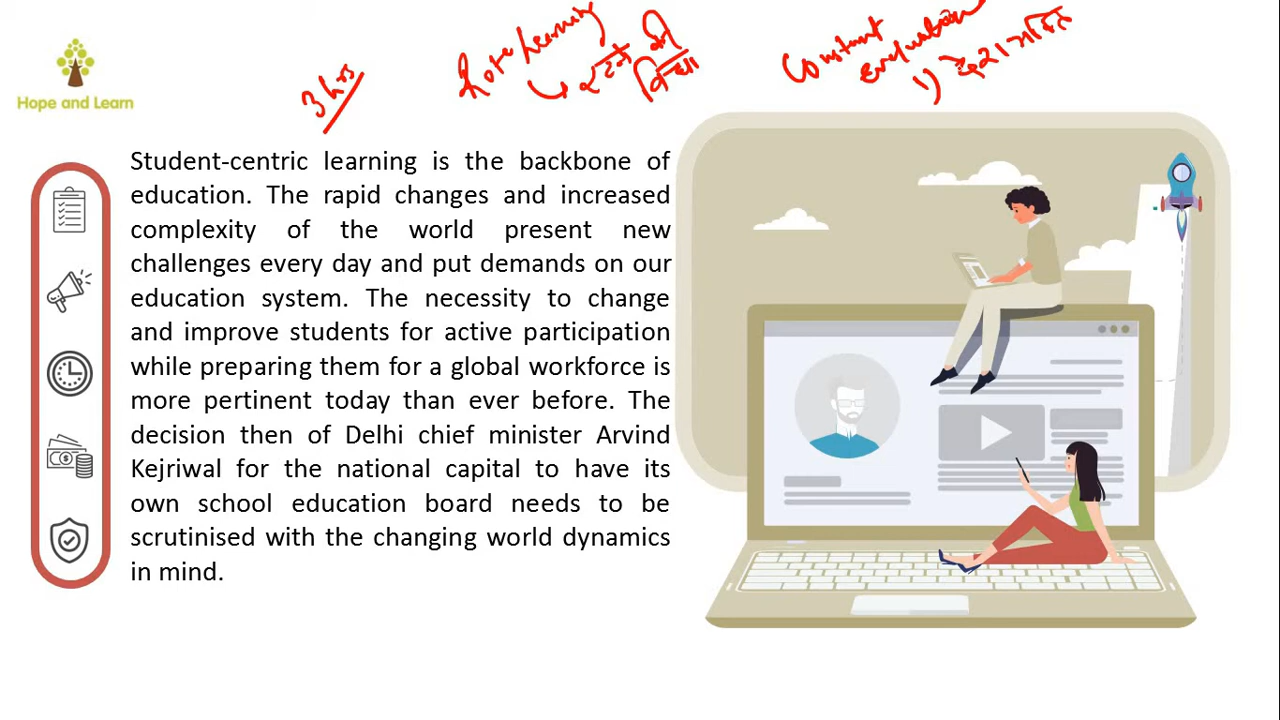 3 hrs
Rote Learning
Constant
evaluation
1)
Hope and Learn
Student-centric learning is the backbone of
education. The rapid changes and increased
complexity of the world present new
challenges every day and put demands on our
education system. The necessity to change
and improve students for active participation
while preparing them for a global workforce is
more pertinent today than ever before. The
decision then of Delhi chief minister Arvind
Kejriwal for the national capital to have its
own school education board needs to be
scrutinised with the changing world dynamics
in mind.